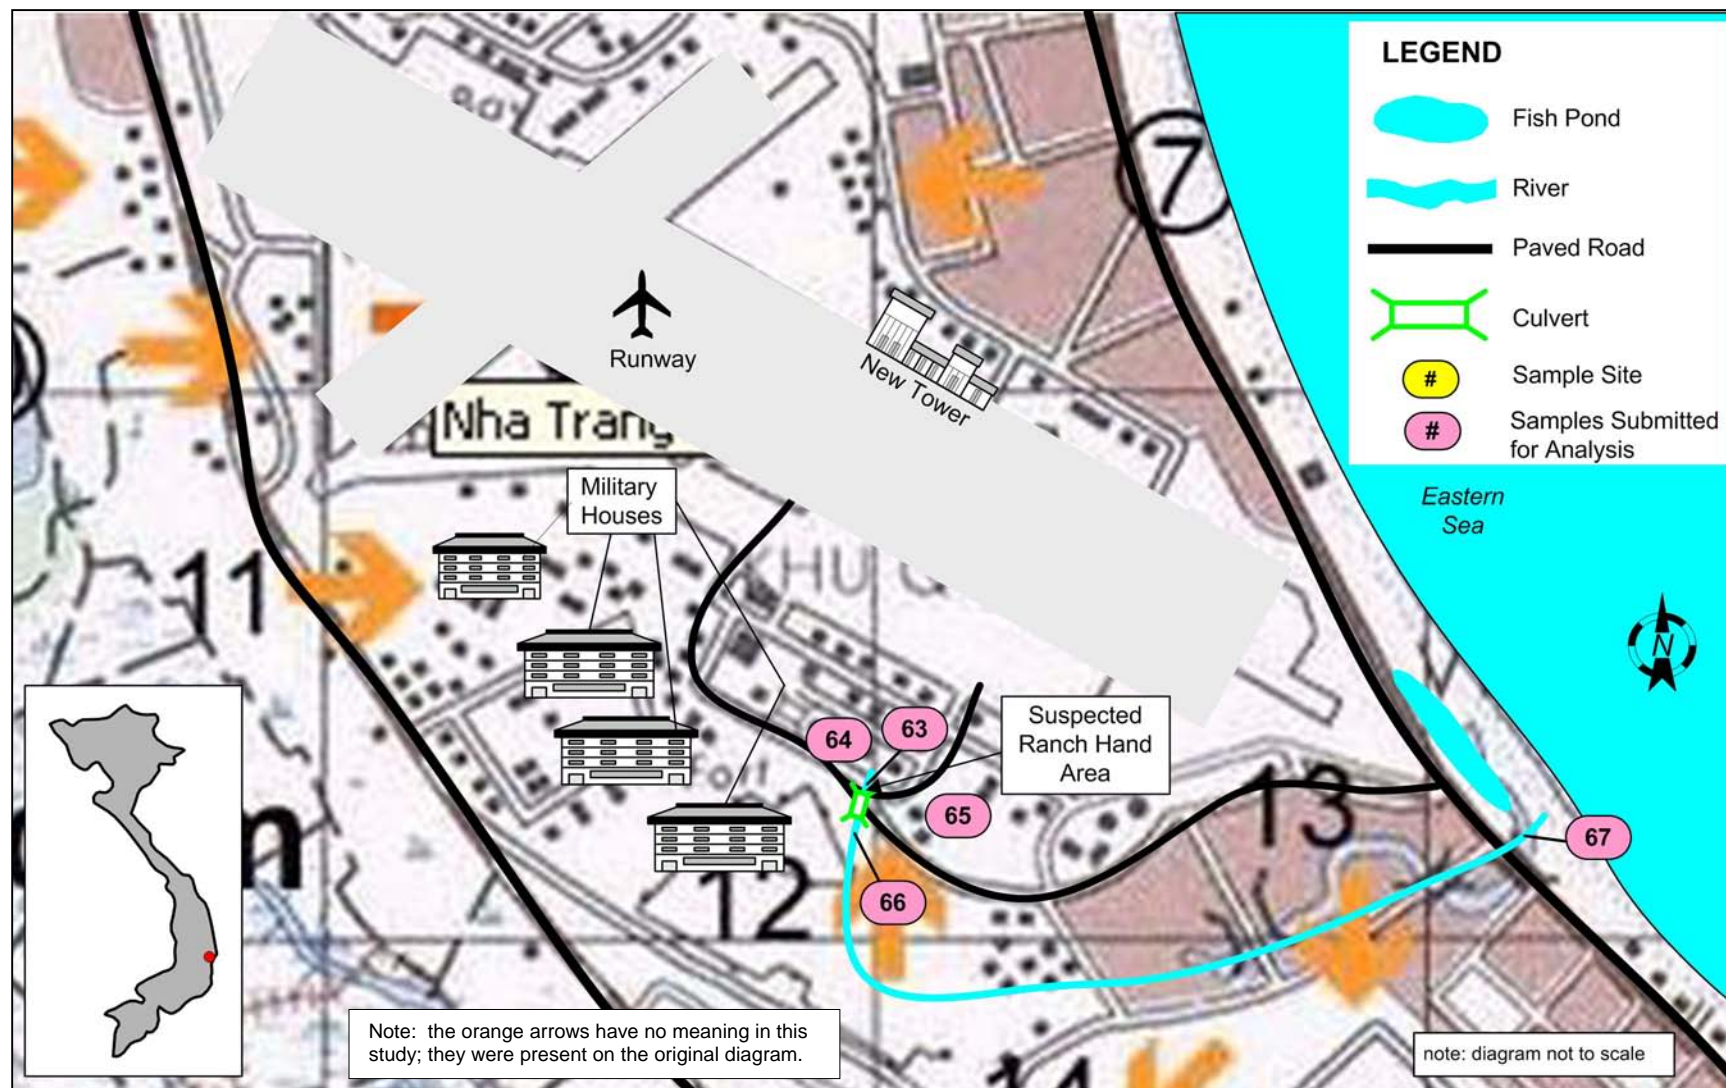 LEGEND
Fish Pond
River
Paved Road
Culvert
# Sample Site
# Samples Submitted
for Analysis
7
Runway
New Tower
Nha Trang
Military
Houses
Eastern
Sea
11
N
Suspected
Ranch Hand
Area
64
63
65
66
67
13
12
Note: the orange arrows have no meaning in this
study; they were present on the original diagram.
note: diagram not to scale